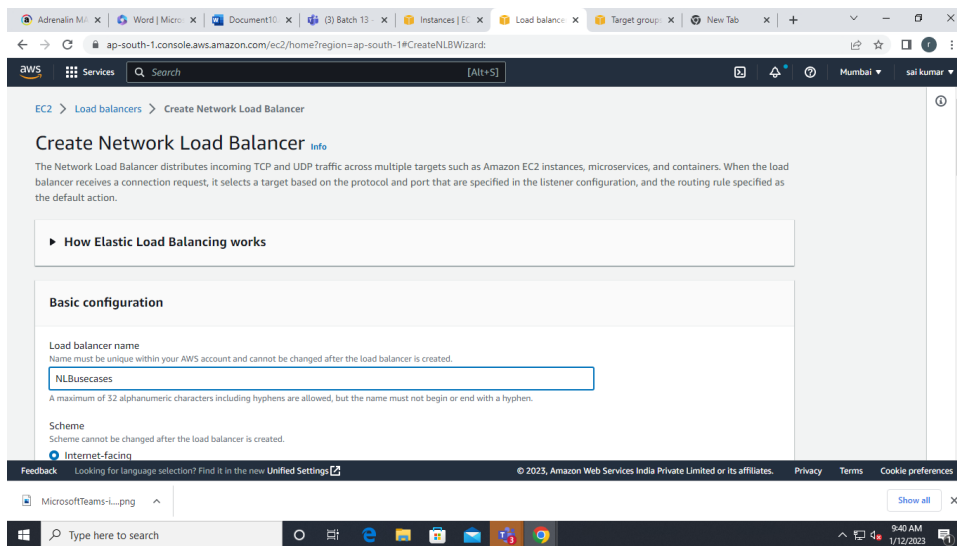 Adrenalin MA
Word | Micro
Document10.
(3) Batch 13 -
Instances | EC
Load balance
Target group
New Tab
ap-south-1.console.aws.amazon.com/ec2/home?region=ap-south-1#CreateNLBWizard:
r
aws
Services
Search
[Alt+S]
Mumbai
sai kumar
EC2 > Load balancers > Create Network Load Balancer
Create Network Load Balancer Info
The Network Load Balancer distributes incoming TCP and UDP traffic across multiple targets such as Amazon EC2 instances, microservices, and containers. When the load
balancer receives a connection request, it selects a target based on the protocol and port that are specified in the listener configuration, and the routing rule specified as
the default action.
How Elastic Load Balancing works
Basic configuration
Load balancer name
Name must be unique within your AWS account and cannot be changed after the load balancer is created.
NLBusecases
A maximum of 32 alphanumeric characters including hyphens are allowed, but the name must not begin or end with a hyphen.
Scheme
Scheme cannot be changed after the load balancer is created.
Internet-facing
Feedback
Looking for language selection? Find it in the new Unified Settings
© 2023, Amazon Web Services India Private Limited or its affiliates.
Privacy
Terms
Cookie preferences
MicrosoftTeams-i....png
Show all
Type here to search
9:40 AM
1/12/2023